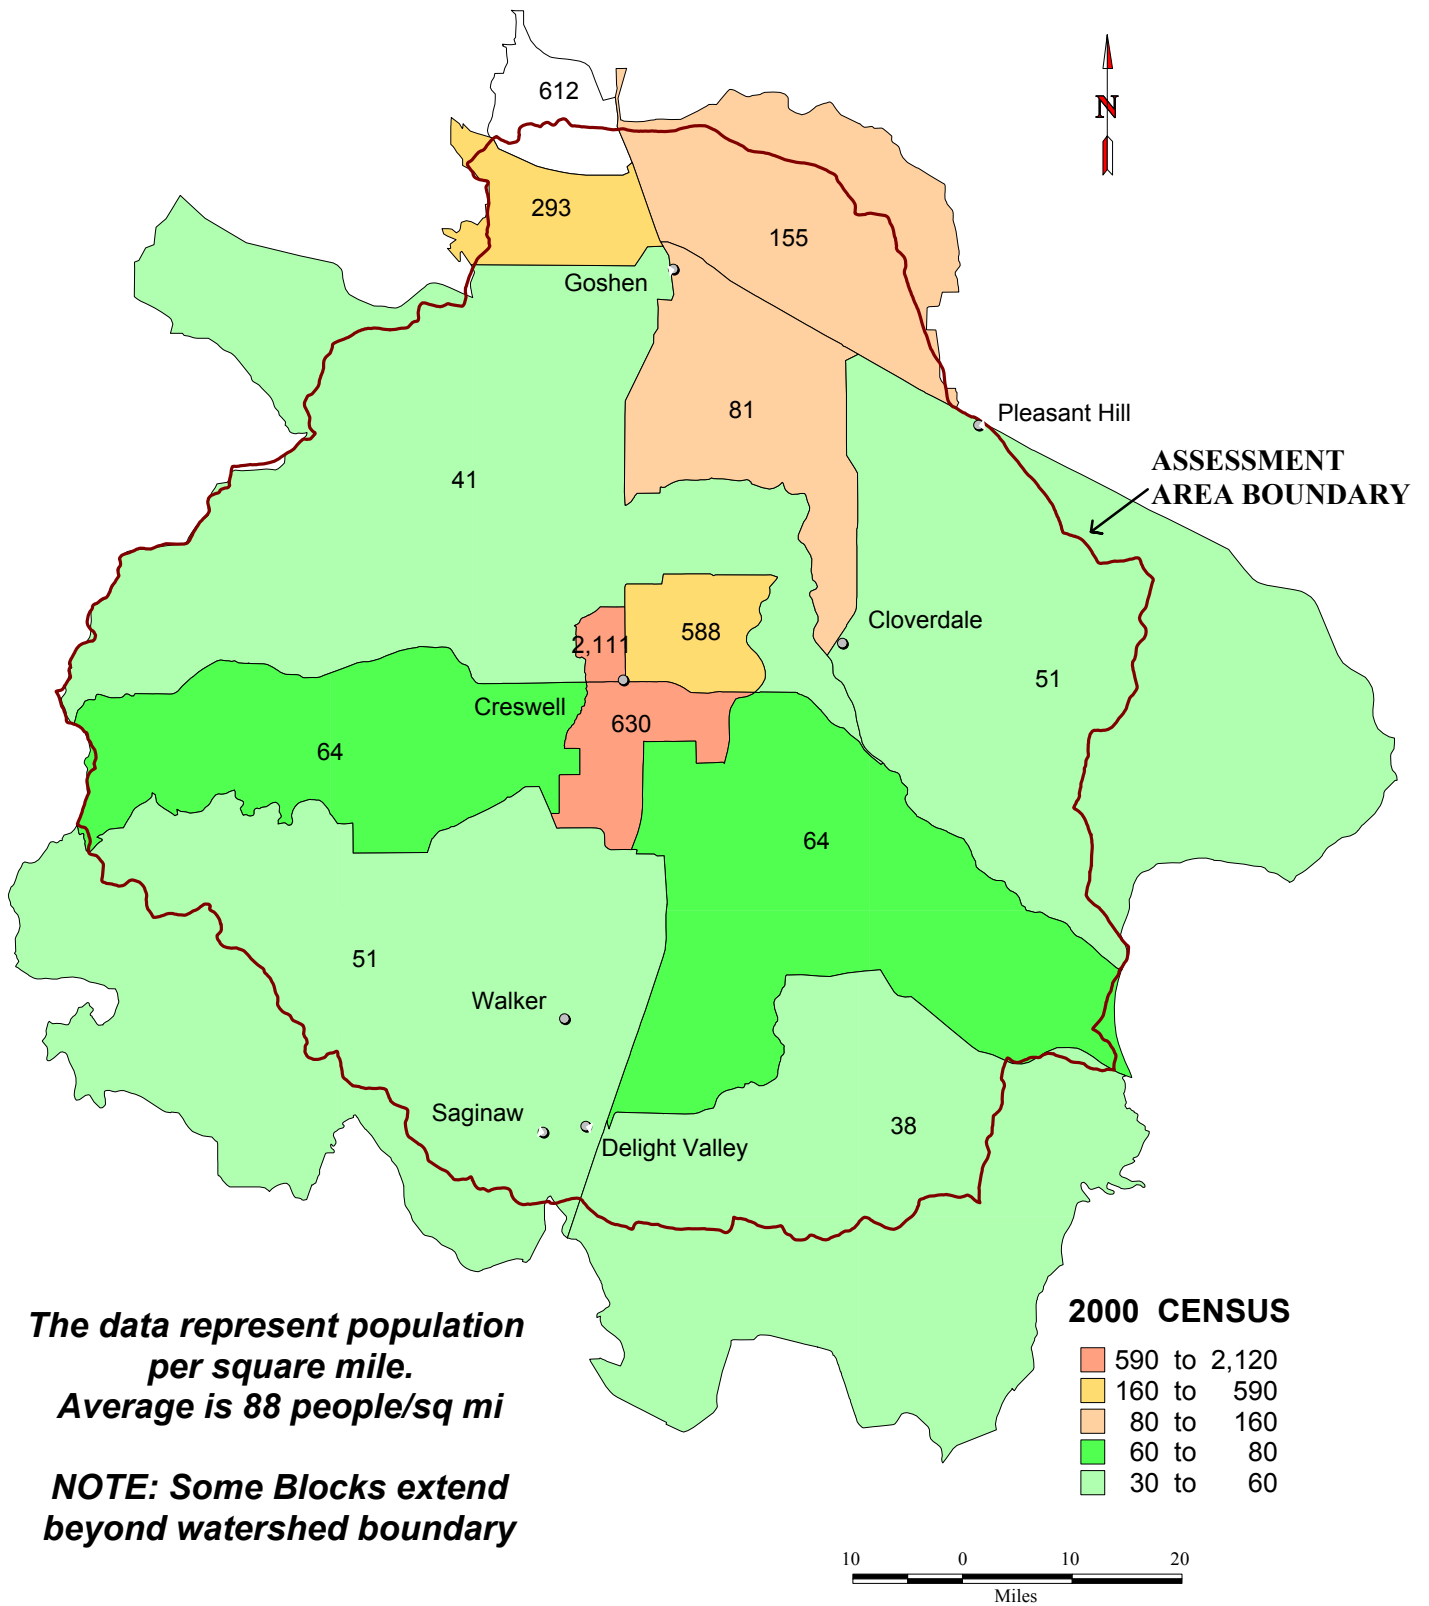 612
N
293
155
Goshen
81
Pleasant Hill
ASSESSMENT
AREA BOUNDARY
41
Cloverdale
2,111
588
51
Creswell
630
64
64
51
Walker
Saginaw
38
Delight Valley
The data represent population
per square mile.
Average is 88 people/sq mi
NOTE: Some Blocks extend
beyond watershed boundary
2000 CENSUS
590 to 2,120
160 to 590
80 to 160
60 to 80
30 to 60
10 0 10 20
Miles